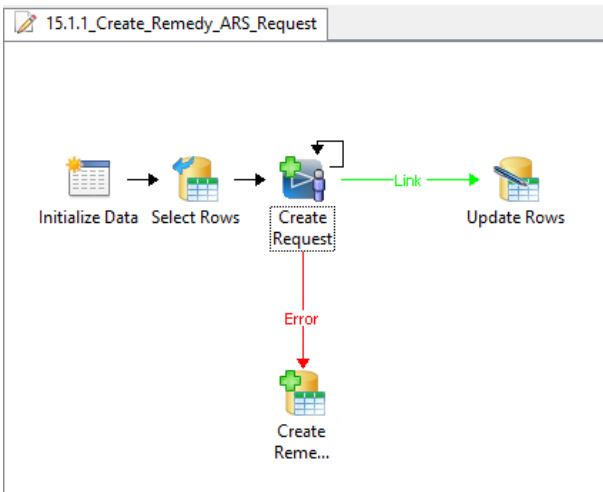 15.1.1_Create_Remedy_ARS_Request
Initialize Data
Select Rows
Create
Request
Link
Update Rows
Error
Create
Reme...